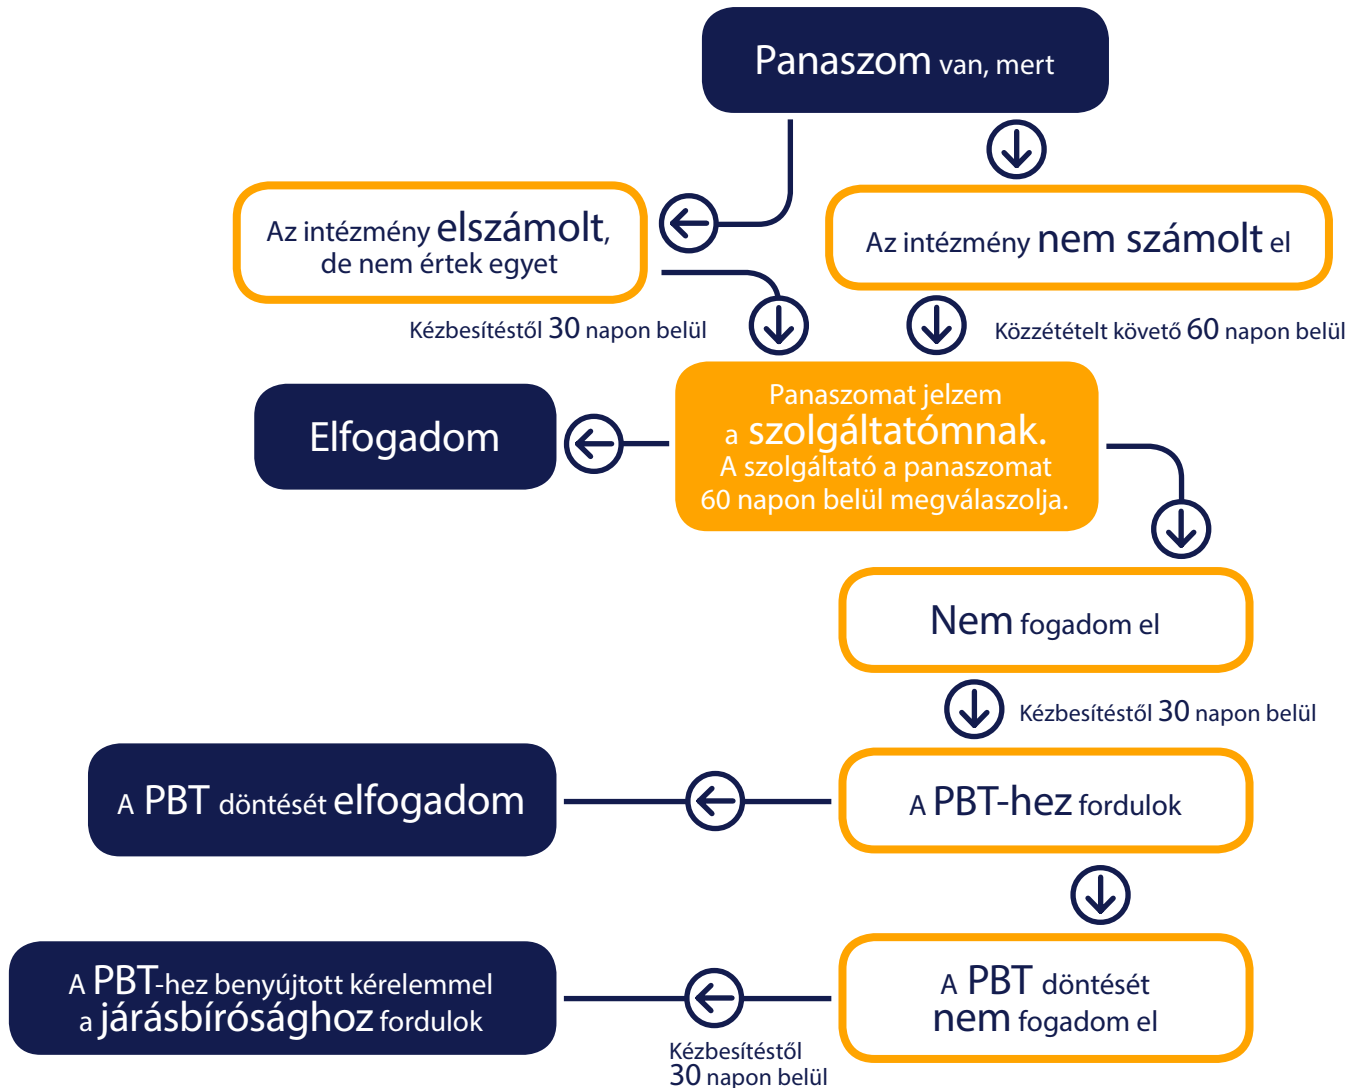 Panaszom van, mert
Az intézmény elszámolt,
de nem értek egyet
Az intézmény nem számolt el
Kézbesítéstől 30 napon belül
Közzétételt követő 60 napon belül
Elfogadom
Panaszomat jelzem
a szolgáltatómnak.
A szolgáltató a panaszomat
60 napon belül megválaszolja.
Nem fogadom el
Kézbesítéstől 30 napon belül
A PBT döntését elfogadom
A PBT-hez fordulok
A PBT-hez benyújtott kérelemmel
a járásbírósághoz fordulok
A PBT döntését
nem fogadom el
Kézbesítéstől
30 napon belül